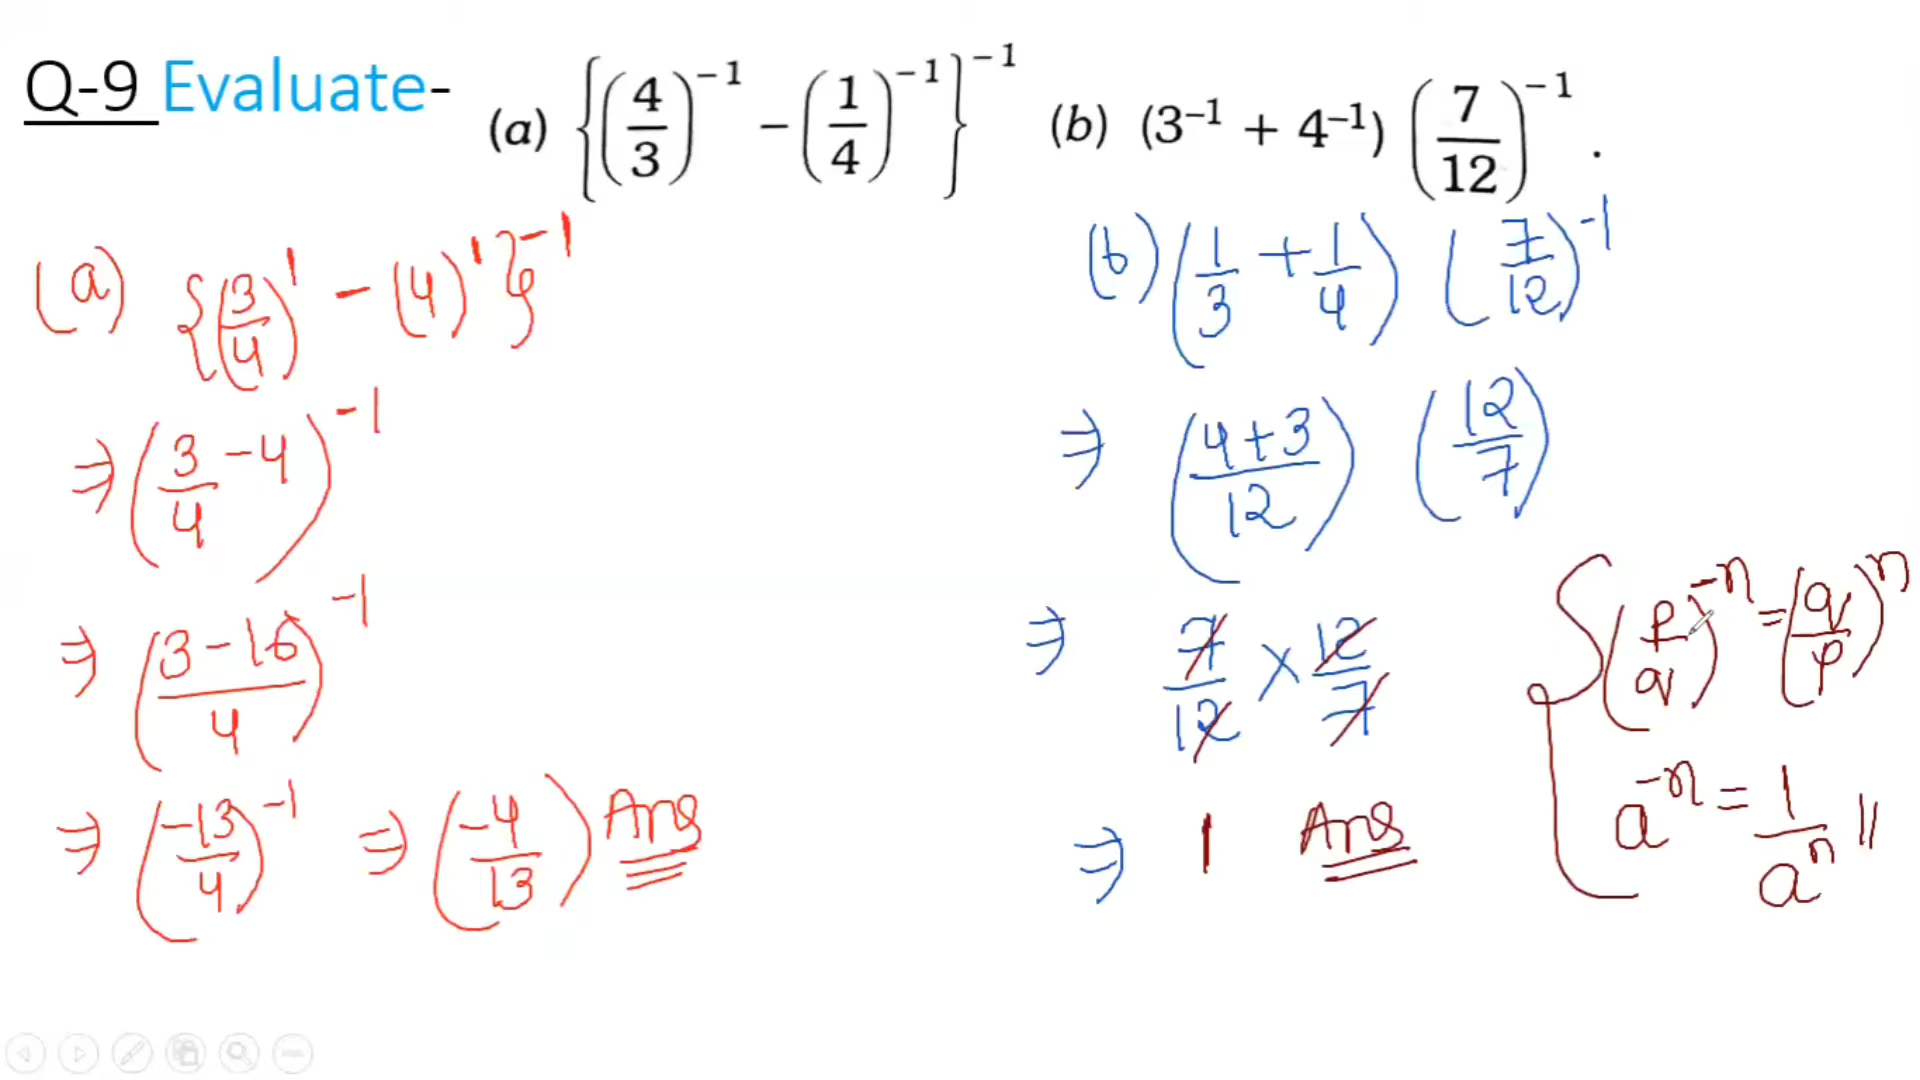 Q-9 Evaluate- (a) {(4/3)⁻¹ − (1/4)⁻¹}⁻¹ (b) (3⁻¹ + 4⁻¹) (7/12)⁻¹ .
(a) {(3/4)¹ − (4)¹}⁻¹
⇒ (3/4 − 4)⁻¹
⇒ ((3 − 16)/4)⁻¹
⇒ (−13/4)⁻¹ ⇒ (−4/13) Ans
(b) (1/3 + 1/4) (7/12)⁻¹
⇒ ((4 + 3)/12) (12/7)
⇒ 7/12 × 12/7
⇒ 1 Ans
(p/q)⁻ⁿ = (q/p)ⁿ
a⁻ⁿ = 1/aⁿ //